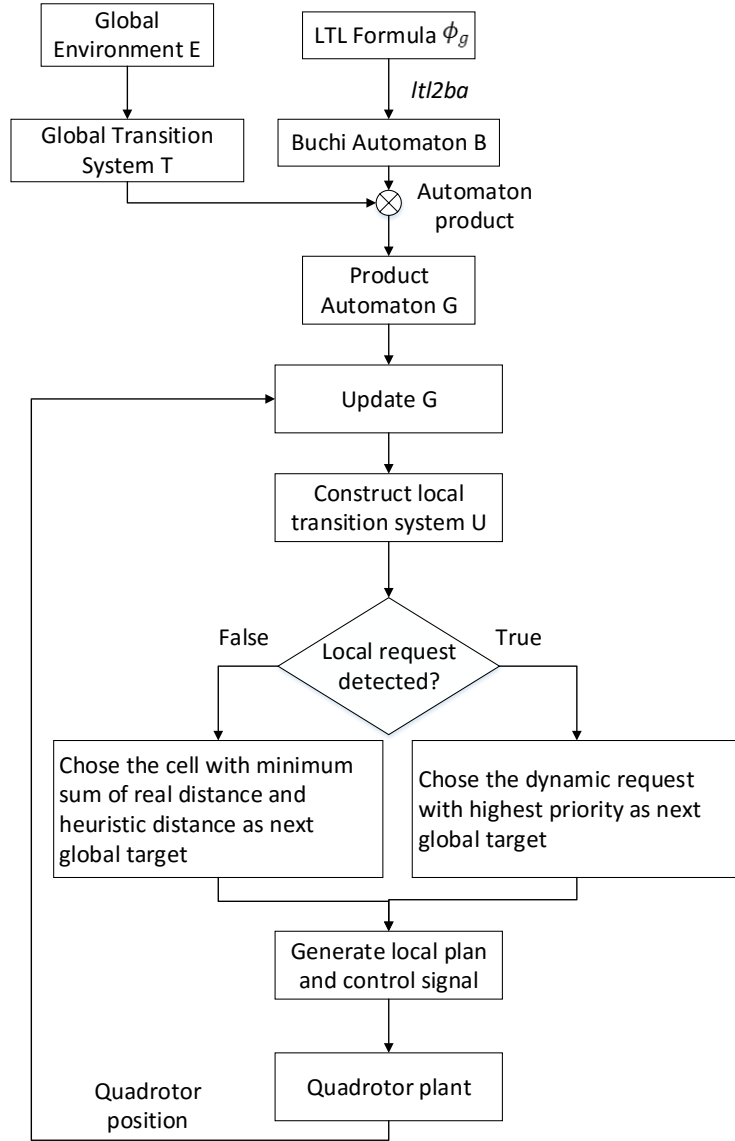 Global
Environment E
LTL Formula ϕg
ltl2ba
Global Transition
System T
Buchi Automaton B
Automaton
product
Product
Automaton G
Update G
Construct local
transition system U
False
True
Local request
detected?
Chose the cell with minimum
sum of real distance and
heuristic distance as next
global target
Chose the dynamic request
with highest priority as next
global target
Generate local plan
and control signal
Quadrotor plant
Quadrotor
position